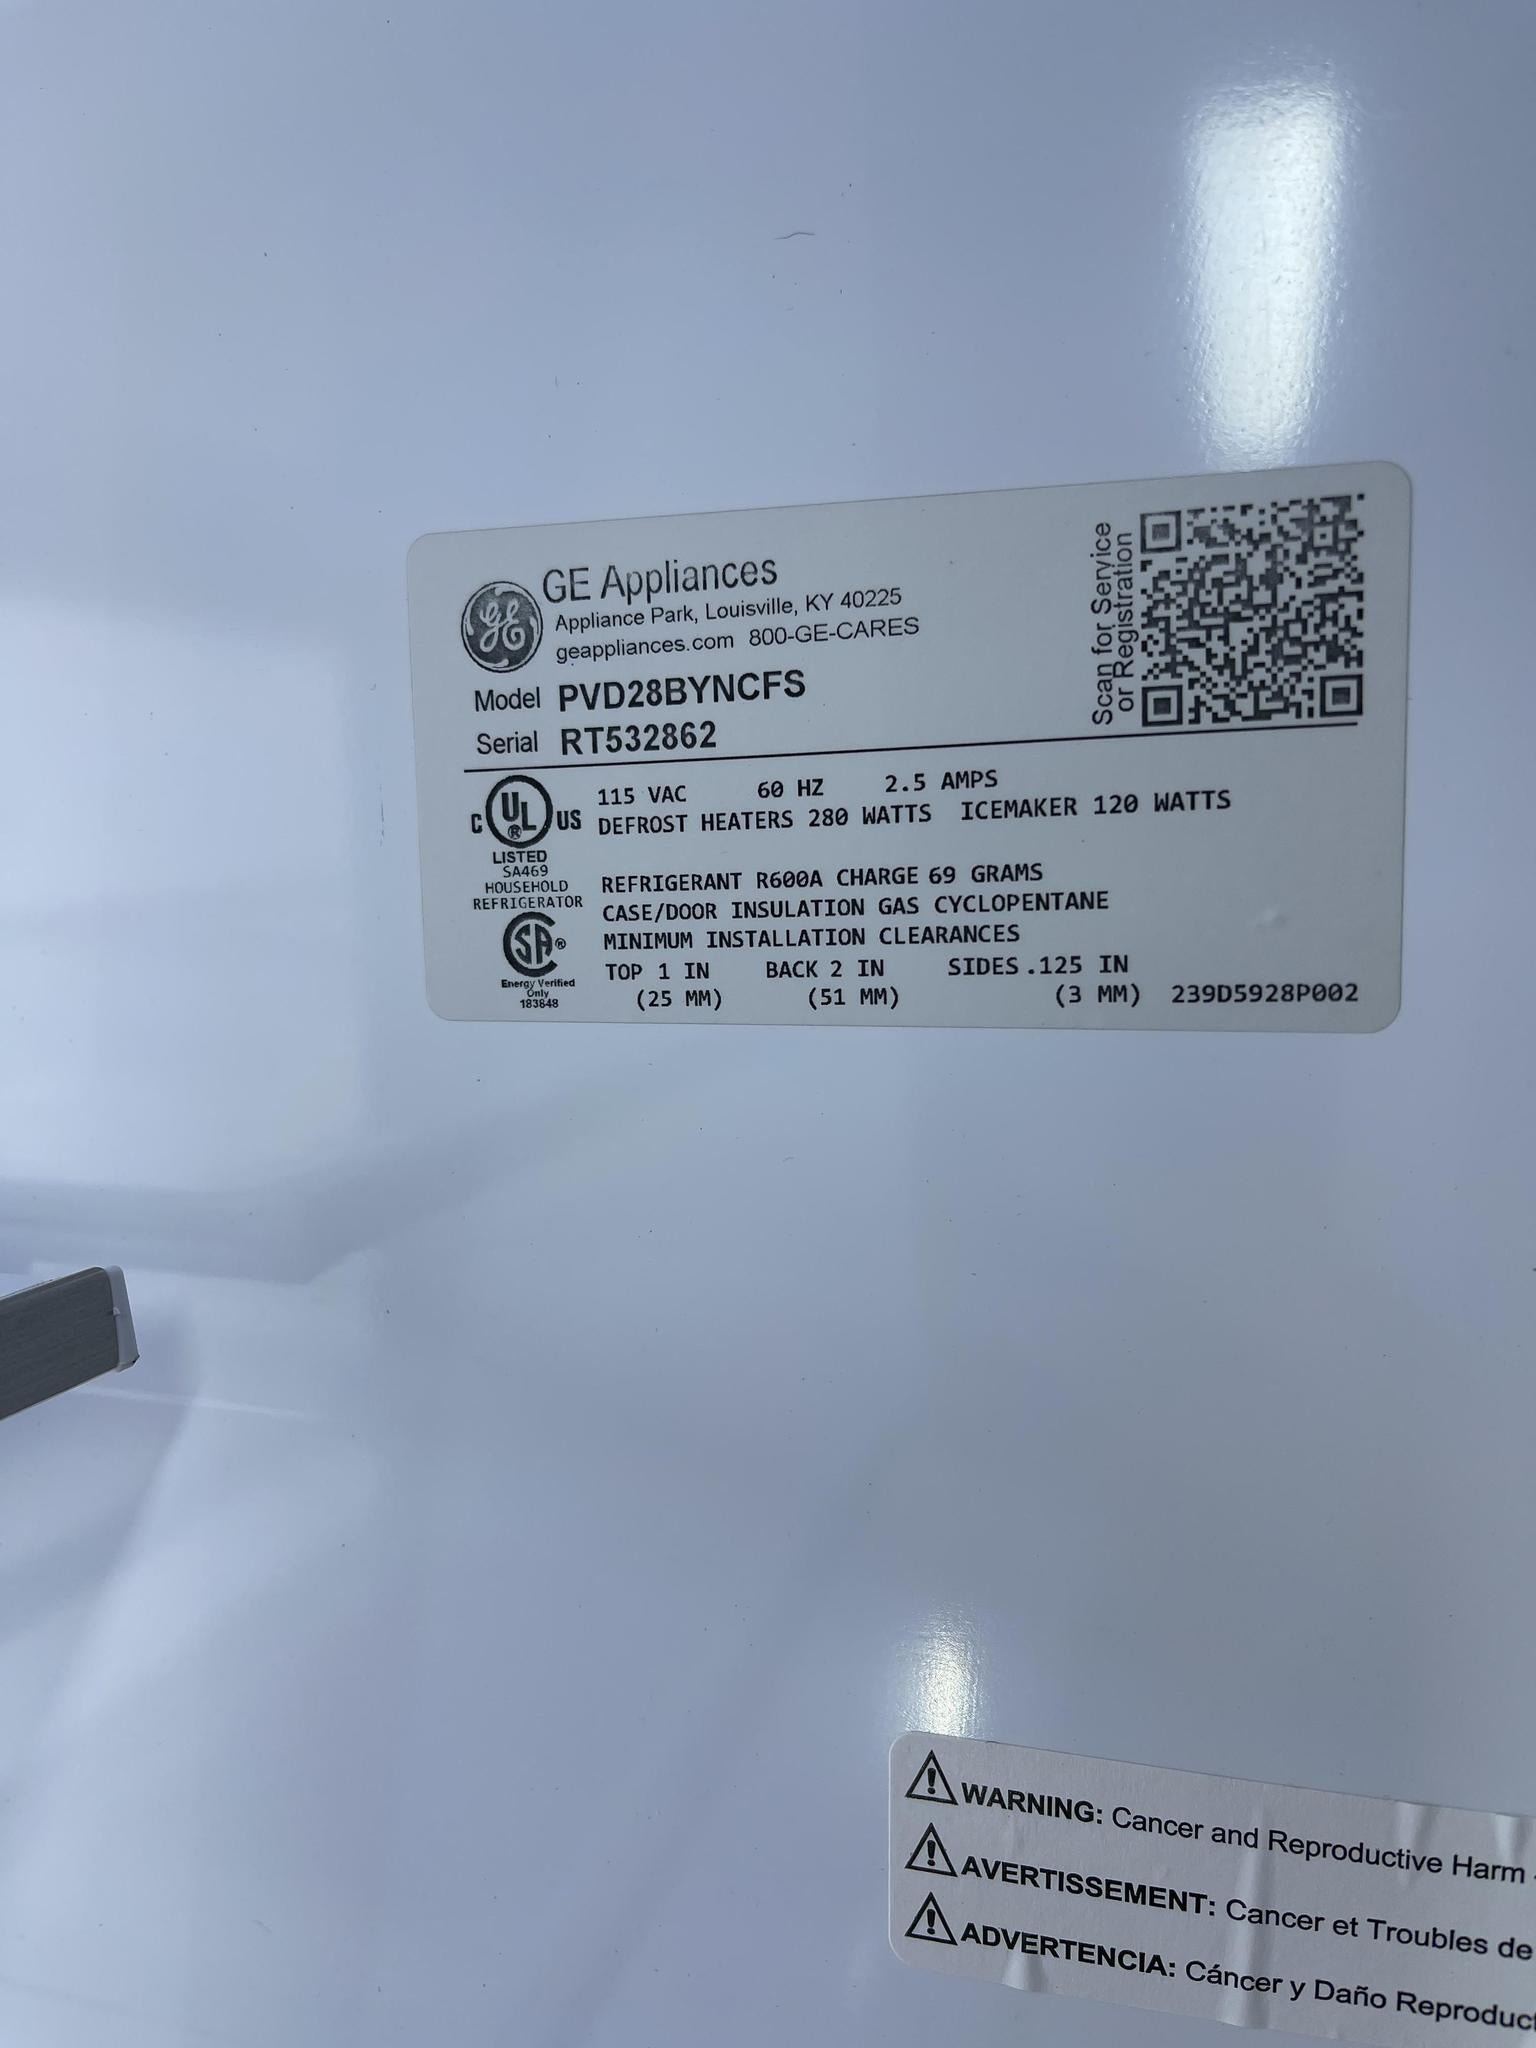 GE Appliances
Appliance Park, Louisville, KY 40225
geappliances.com 800-GE-CARES
Model PVD28BYNCFS
Serial RT532862
Scan for Service
or Registration
GE
C UL ® US
LISTED
SA469
HOUSEHOLD
REFRIGERATOR
SA ®
Energy Verified
Only
183648
115 VAC 60 HZ 2.5 AMPS
DEFROST HEATERS 280 WATTS ICEMAKER 120 WATTS
REFRIGERANT R600A CHARGE 69 GRAMS
CASE/DOOR INSULATION GAS CYCLOPENTANE
MINIMUM INSTALLATION CLEARANCES
TOP 1 IN BACK 2 IN SIDES .125 IN
(25 MM) (51 MM) (3 MM) 239D5928P002
WARNING: Cancer and Reproductive Harm
AVERTISSEMENT: Cancer et Troubles de
ADVERTENCIA: Cáncer y Daño Reproduct